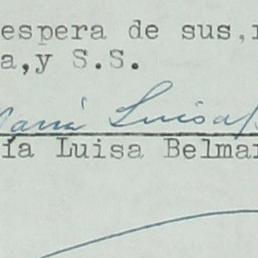 espera de sus,
a,y S.S.
María Luisa
ía Luisa Belmar